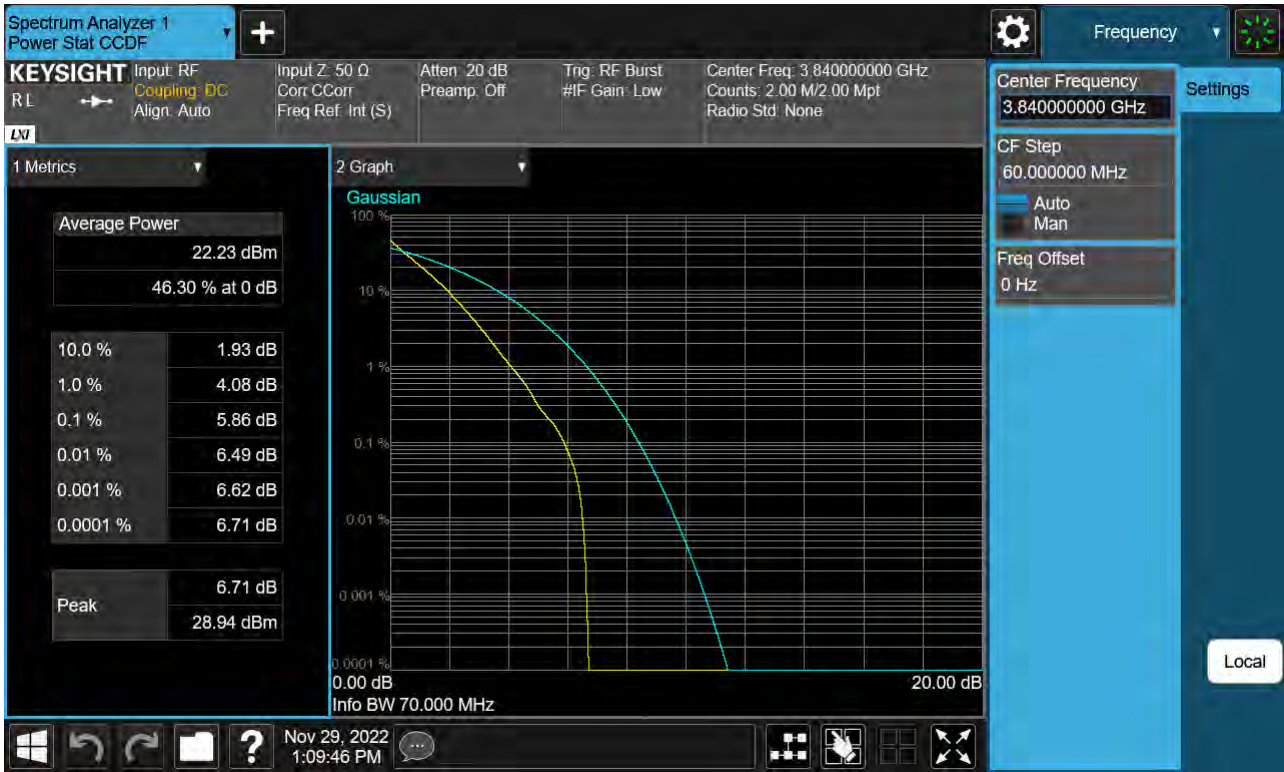 Spectrum Analyzer 1
Power Stat CCDF
Frequency
KEYSIGHT
RL
LXI
Input: RF
Coupling: DC
Align: Auto
Input Z: 50 Ω
Corr CCorr
Freq Ref: Int (S)
Atten: 20 dB
Preamp: Off
Trig: RF Burst
#IF Gain: Low
Center Freq: 3.840000000 GHz
Counts: 2.00 M/2.00 Mpt
Radio Std: None
Center Frequency
3.840000000 GHz
Settings
CF Step
60.000000 MHz
Auto
Man
Freq Offset
0 Hz
Local
1 Metrics
Average Power
22.23 dBm
46.30 % at 0 dB
10.0 % 1.93 dB
1.0 % 4.08 dB
0.1 % 5.86 dB
0.01 % 6.49 dB
0.001 % 6.62 dB
0.0001 % 6.71 dB
Peak
6.71 dB
28.94 dBm
2 Graph
Gaussian
100 %
10 %
1 %
0.1 %
0.01 %
0.001 %
0.0001 %
0.00 dB 20.00 dB
Info BW 70.000 MHz
?
Nov 29, 2022
1:09:46 PM